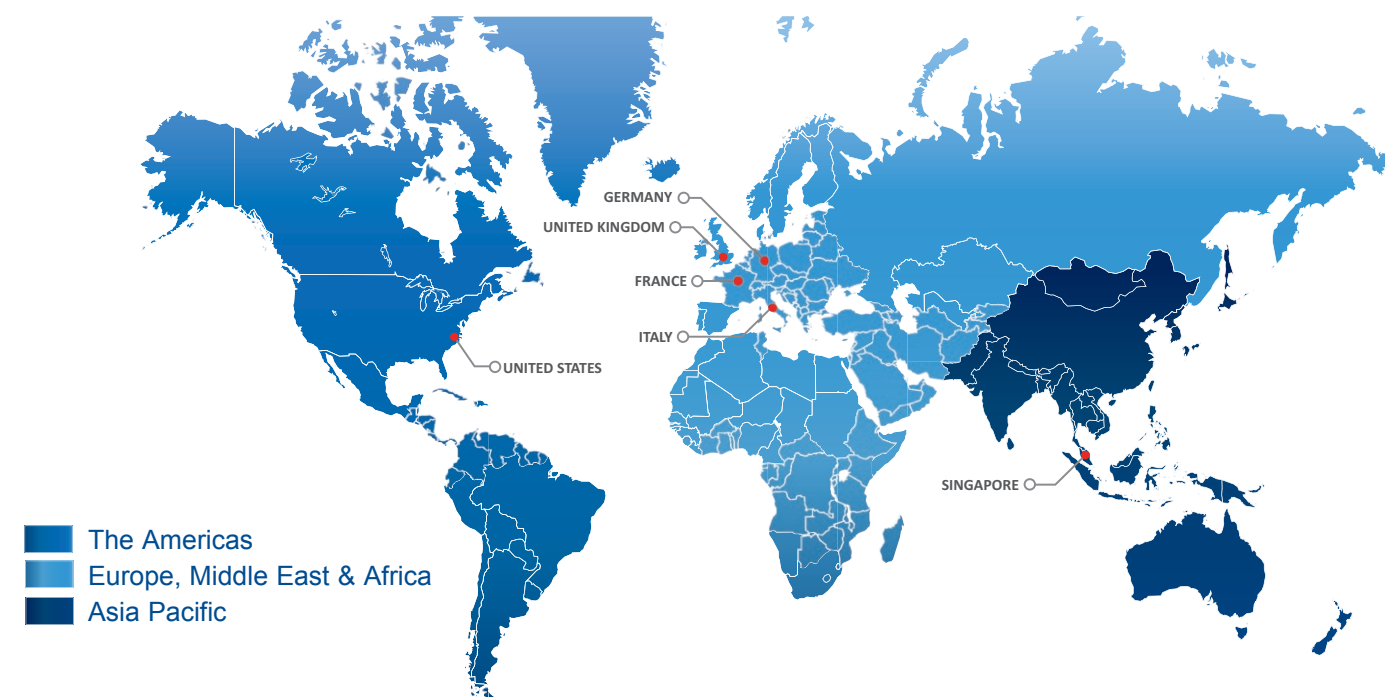 GERMANY
UNITED KINGDOM
FRANCE
ITALY
UNITED STATES
SINGAPORE
The Americas
Europe, Middle East & Africa
Asia Pacific